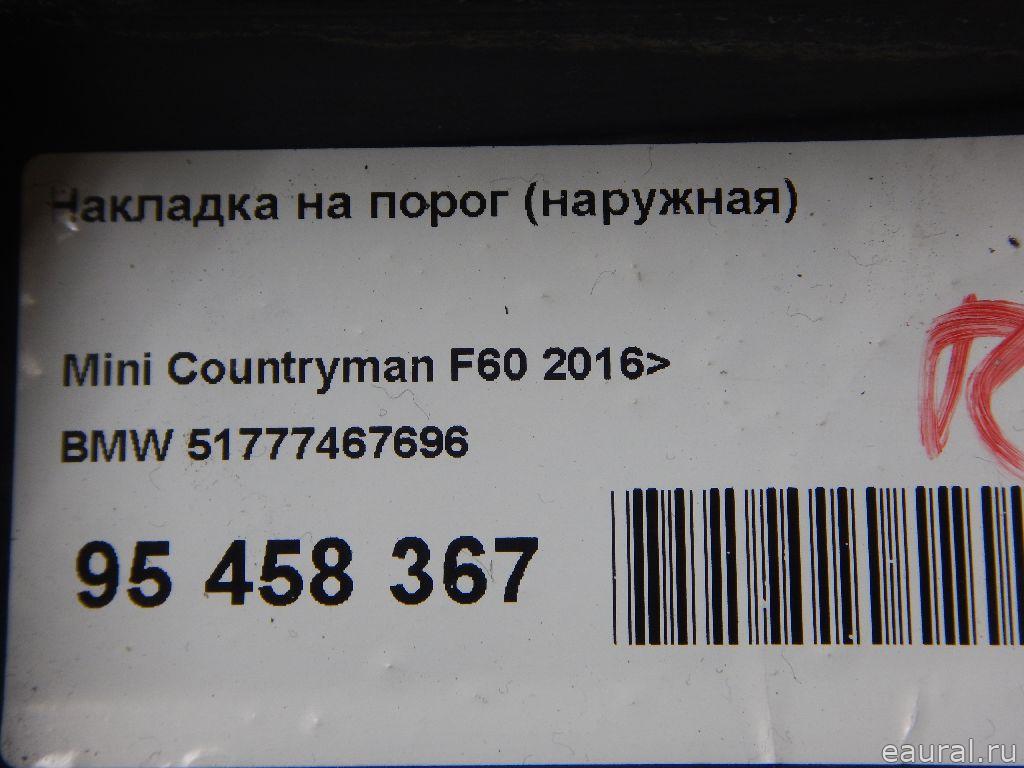 Накладка на порог (наружная)
Mini Countryman F60 2016>
BMW 51777467696
95 458 367
eaural.ru